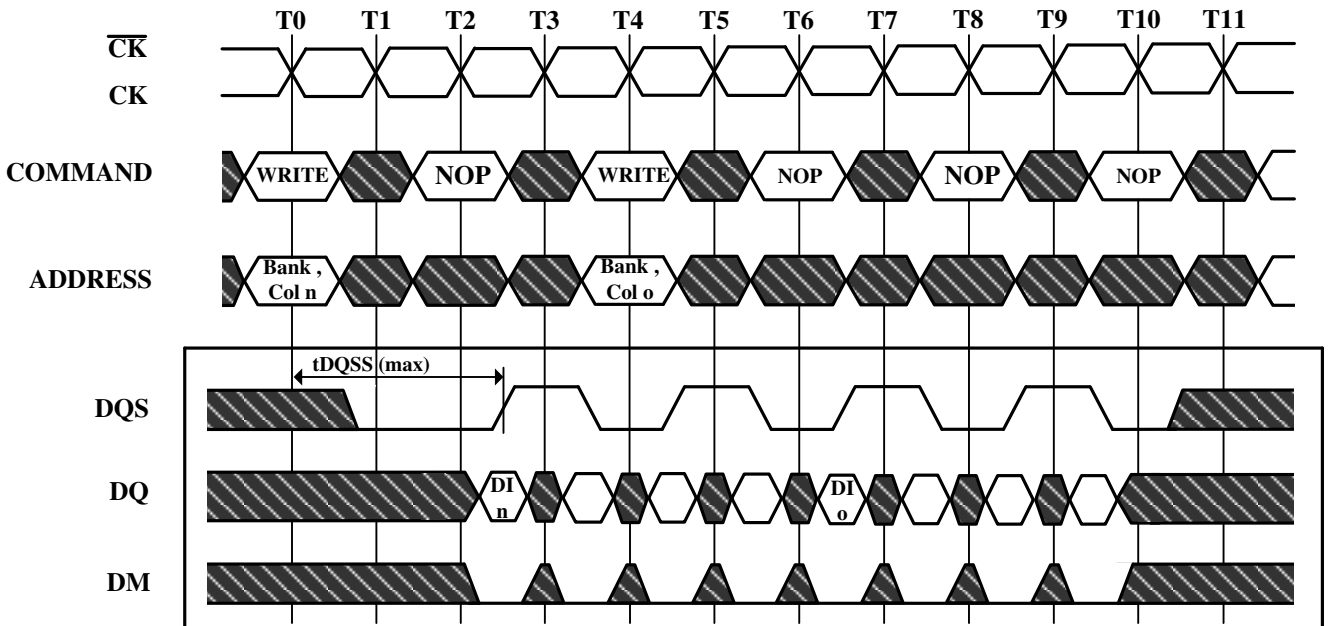 T0 T1 T2 T3 T4 T5 T6 T7 T8 T9 T10 T11
CK
CK
COMMAND WRITE NOP WRITE NOP NOP NOP
ADDRESS Bank , Bank ,
Col n Col o
tDQSS (max)
DQS
DQ DI DI
n o
DM